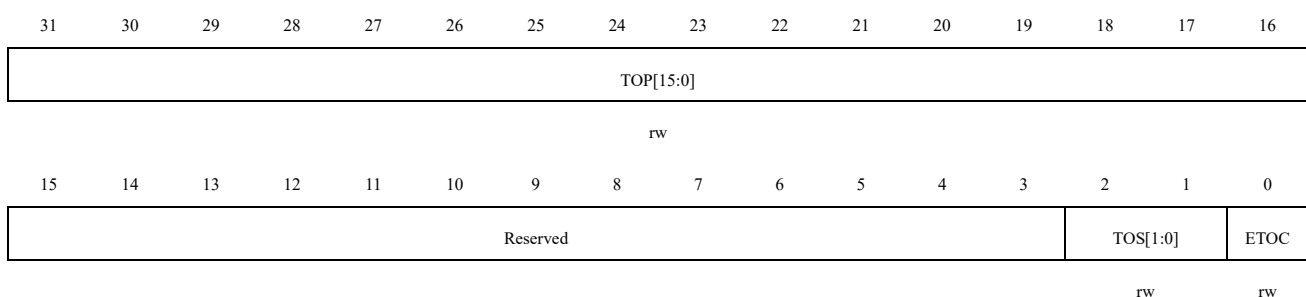 31 30 29 28 27 26 25 24 23 22 21 20 19 18 17 16
TOP[15:0]
rw
15 14 13 12 11 10 9 8 7 6 5 4 3 2 1 0
Reserved TOS[1:0] ETOC
rw rw